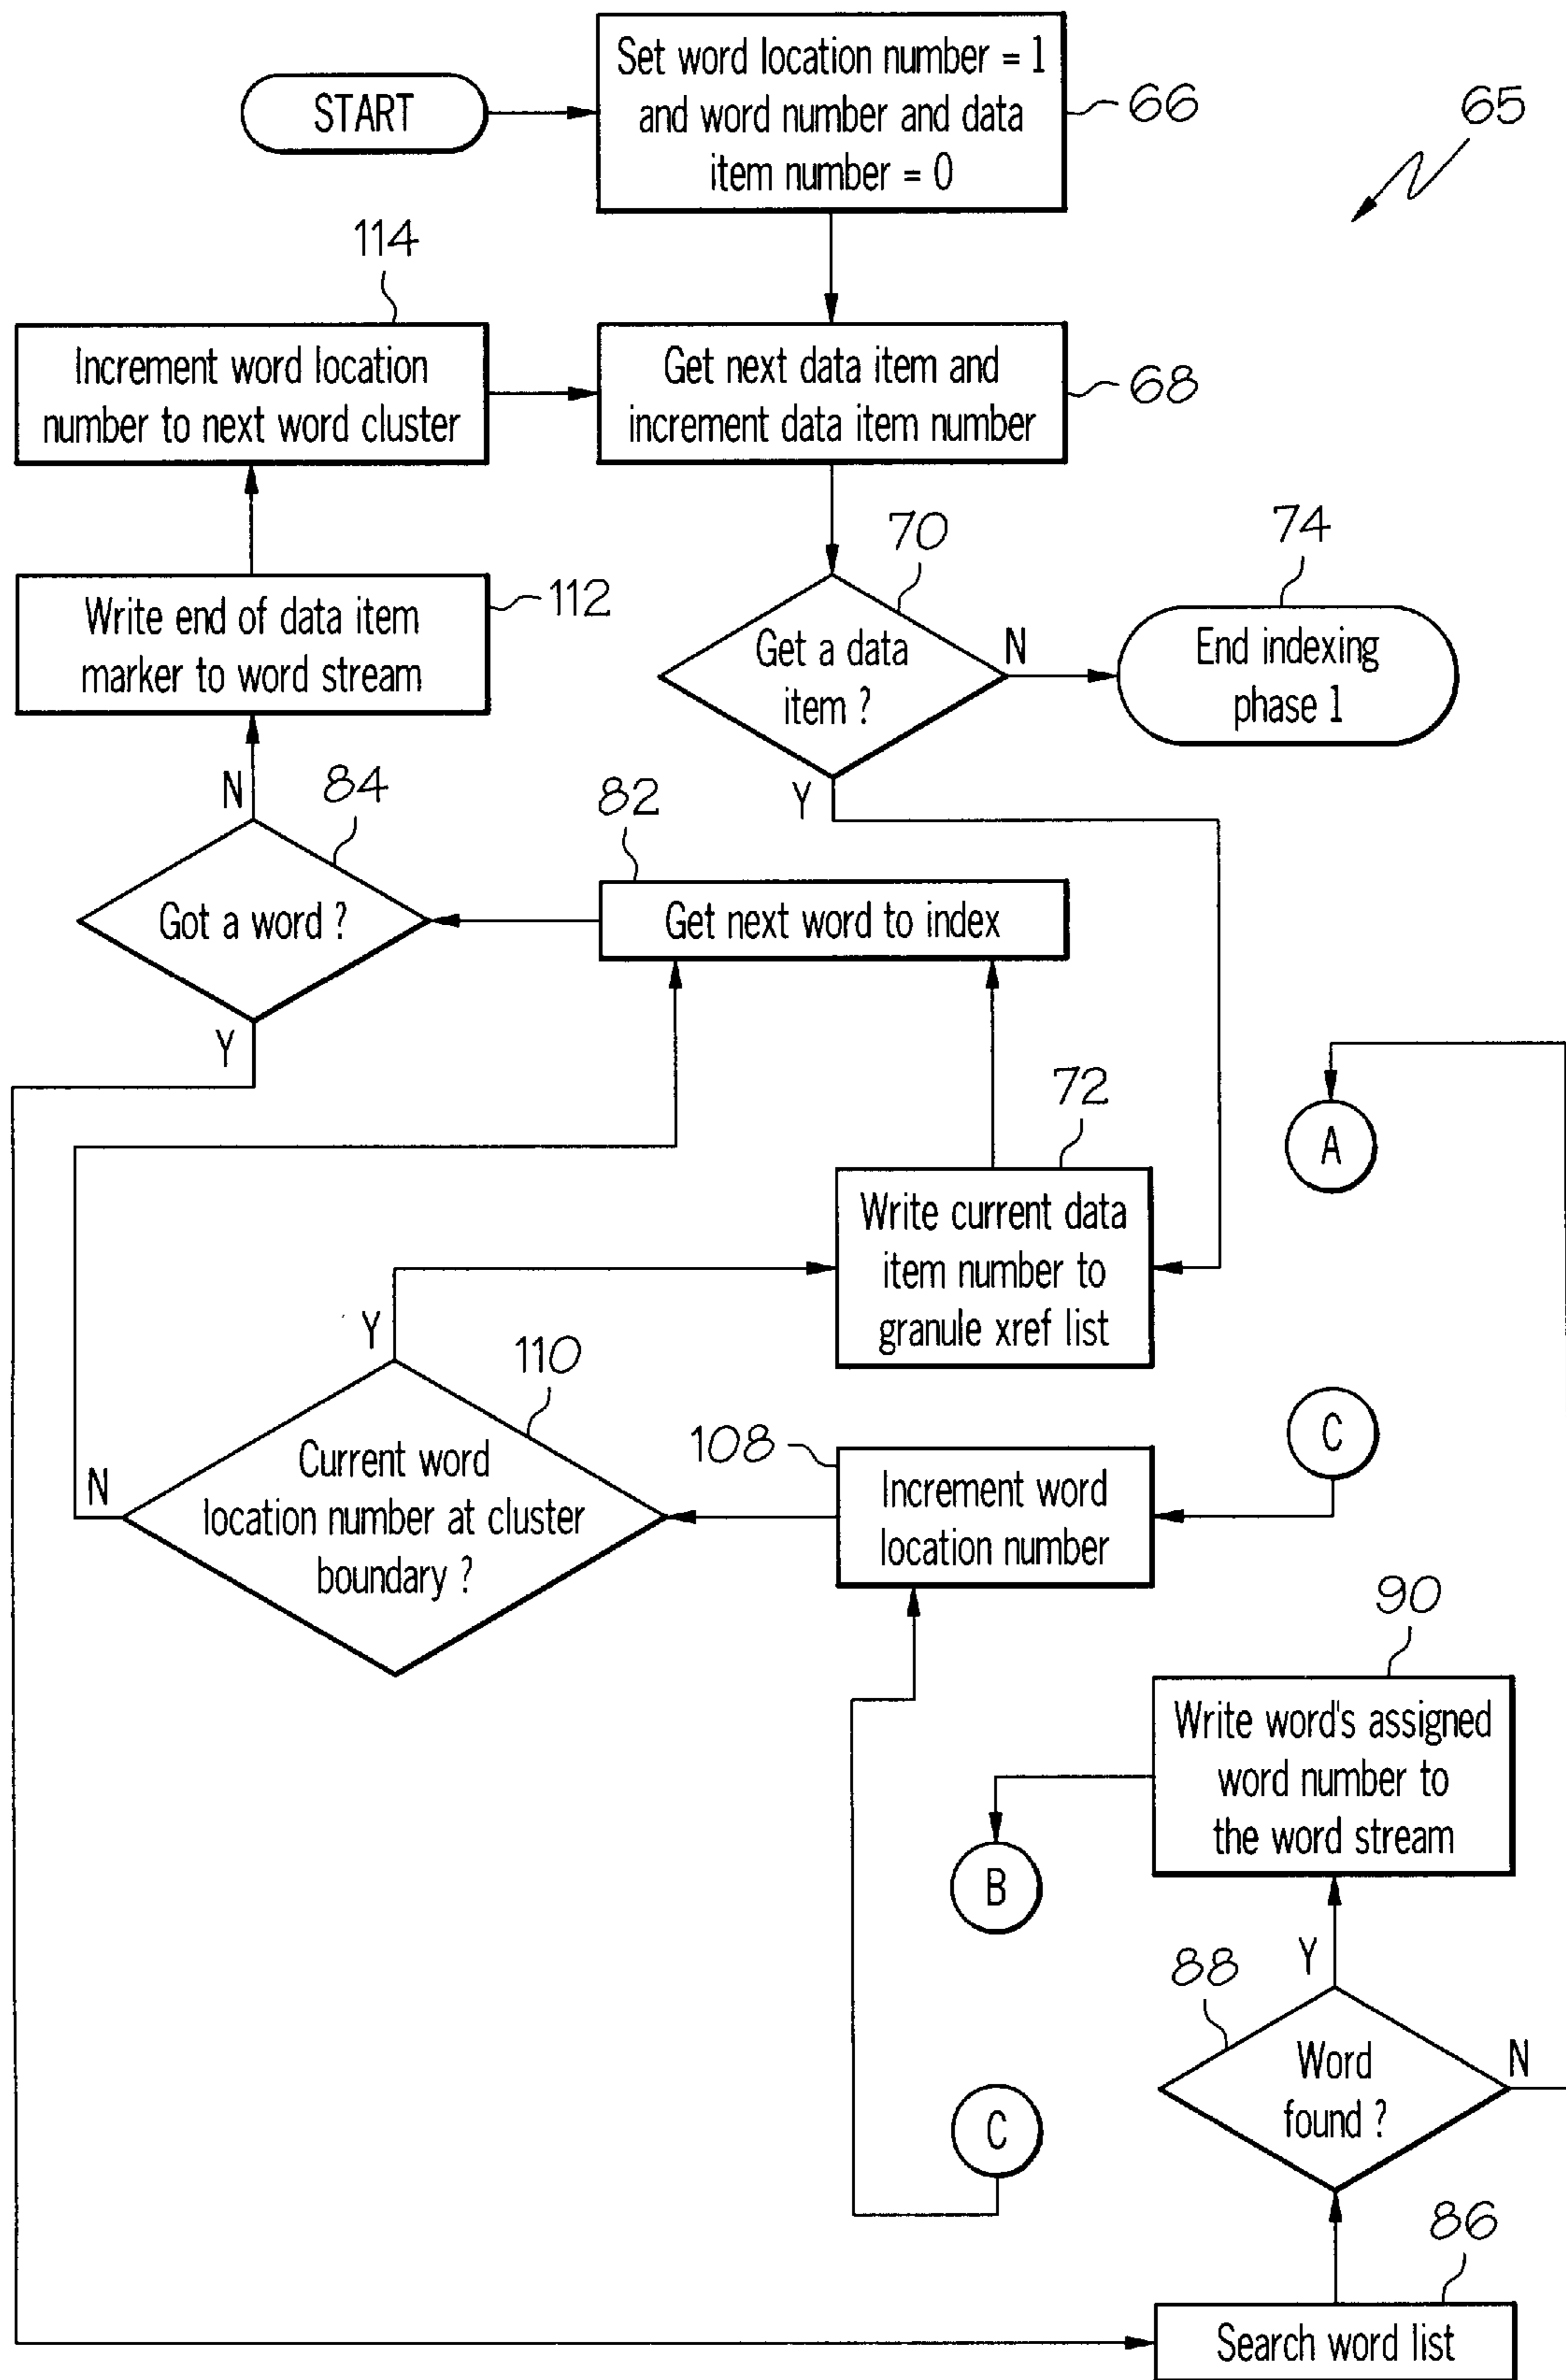 START
Set word location number = 1
and word number and data
item number = 0
66
65
114
Increment word location
number to next word cluster
Get next data item and
increment data item number
68
Write end of data item
marker to word stream
112
70
Get a data
item ?
N
Y
74
End indexing
phase 1
N
84
Got a word ?
Y
82
Get next word to index
72
Write current data
item number to
granule xref list
A
Y
110
Current word
location number at cluster
boundary ?
N
108
Increment word
location number
C
90
Write word's assigned
word number to
the word stream
B
88
Y
Word
found ?
N
C
86
Search word list